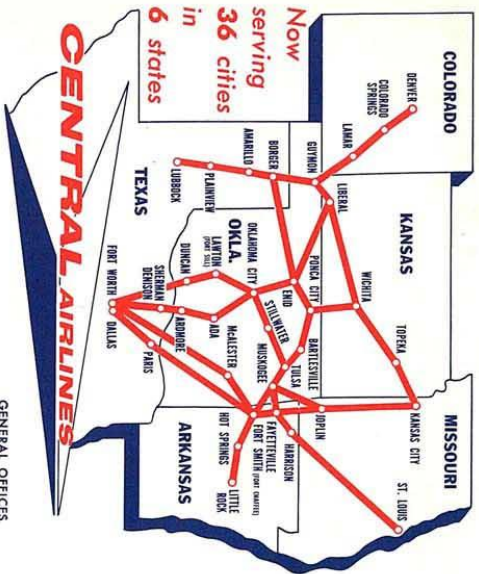 Now
serving
36 cities
in
6 states
COLORADO
DENVER
COLORADO
SPRINGS
LAMAR
KANSAS
WICHITA
TOPEKA
KANSAS CITY
MISSOURI
ST. LOUIS
GUYMON
LIBERAL
BORGER
AMARILLO
PLAINVIEW
LUBBOCK
TEXAS
OKLA.
PONCA CITY
ENID
OKLAHOMA CITY
STILLWATER
BARTLESVILLE
TULSA
MUSKOGEE
LAWTON
(FORT SILL)
DUNCAN
ADA
McALESTER
ARDMORE
SHERMAN
DENISON
PARIS
FORT WORTH
DALLAS
JOPLIN
HARRISON
FAYETTEVILLE
FORT SMITH (FORT CHAFFEE)
HOT SPRINGS
LITTLE
ROCK
ARKANSAS
CENTRAL AIRLINES
GENERAL OFFICES